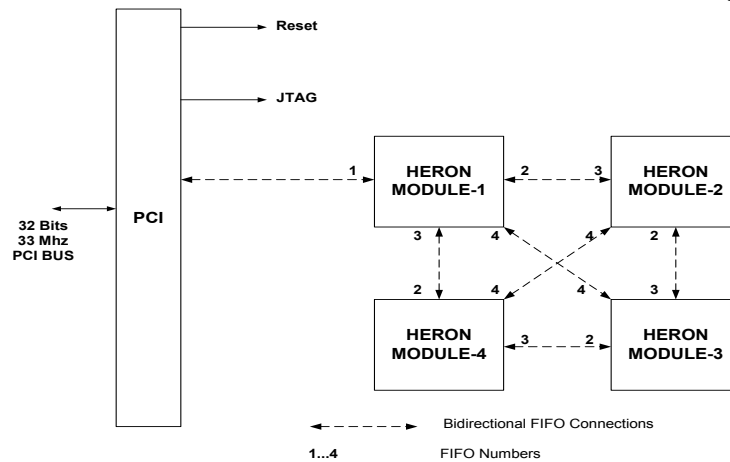 Reset
JTAG
1
HERON
MODULE-1
2
3
HERON
MODULE-2
PCI
32 Bits
33 Mhz
PCI BUS
3
4
4
2
2
4
4
3
HERON
MODULE-4
3
2
HERON
MODULE-3
Bidirectional FIFO Connections
1...4
FIFO Numbers